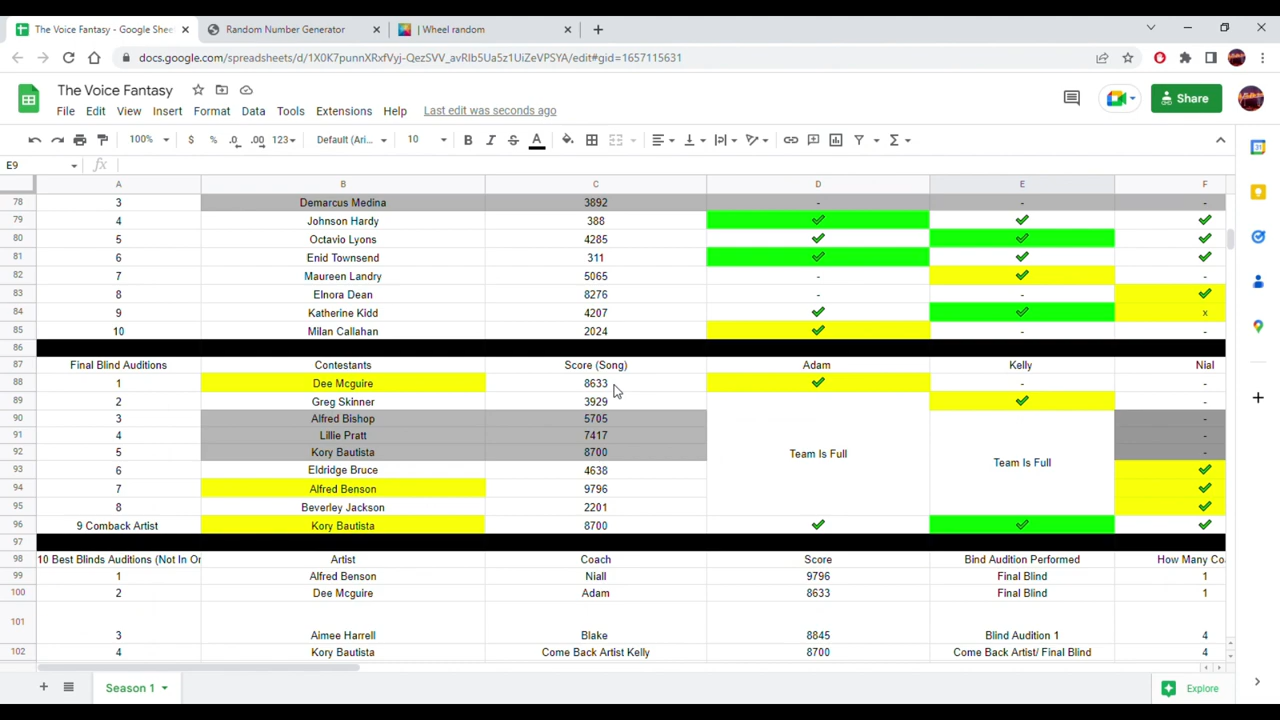 The Voice Fantasy - Google Shee
Random Number Generator
| Wheel random
docs.google.com/spreadsheets/d/1X0K7punnXRxfVyj-QezSVV_avRIb5Ua5z1UiZeVPSYA/edit#gid=1657115631
The Voice Fantasy
File Edit View Insert Format Data Tools Extensions Help Last edit was seconds ago
Share
100% $ % .0 .00 123 Default (Ari... 10 B I S A
E9 fx
A B C D E F
78 3 Demarcus Medina 3892 - - -
79 4 Johnson Hardy 388 ✓ ✓ ✓
80 5 Octavio Lyons 4285 ✓ ✓ ✓
81 6 Enid Townsend 311 ✓ ✓ ✓
82 7 Maureen Landry 5065 - ✓ -
83 8 Elnora Dean 8276 - - ✓
84 9 Katherine Kidd 4207 ✓ ✓ x
85 10 Milan Callahan 2024 ✓ - -
86
87 Final Blind Auditions Contestants Score (Song) Adam Kelly Nial
88 1 Dee Mcguire 8633 ✓ - -
89 2 Greg Skinner 3929 ✓ -
90 3 Alfred Bishop 5705 -
91 4 Lillie Pratt 7417 -
92 5 Kory Bautista 8700 -
Team Is Full Team Is Full
93 6 Eldridge Bruce 4638 ✓
94 7 Alfred Benson 9796 ✓
95 8 Beverley Jackson 2201 ✓
96 9 Comback Artist Kory Bautista 8700 ✓ ✓ ✓
97
98 10 Best Blinds Auditions (Not In Or Artist Coach Score Bind Audition Performed How Many Co
99 1 Alfred Benson Niall 9796 Final Blind 1
100 2 Dee Mcguire Adam 8633 Final Blind 1
101 3 Aimee Harrell Blake 8845 Blind Audition 1 4
102 4 Kory Bautista Come Back Artist Kelly 8700 Come Back Artist/ Final Blind 4
Season 1
Explore